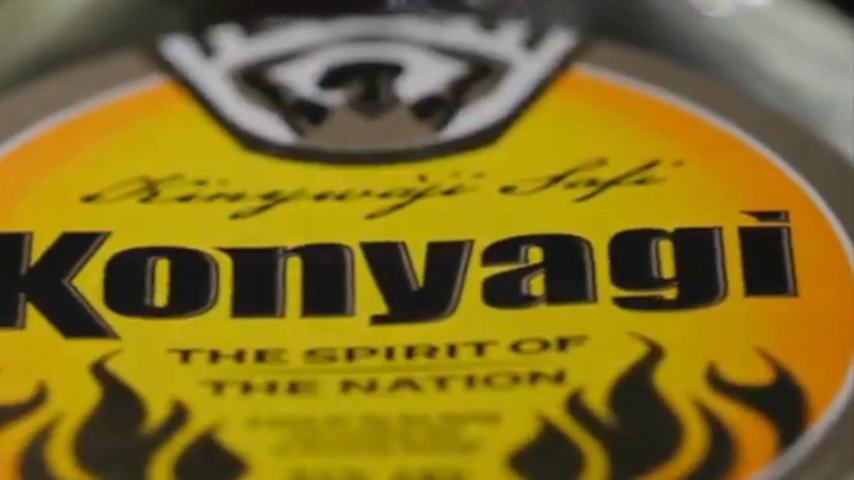 Kinywaji Safi
Konyagi
THE SPIRIT OF
THE NATION